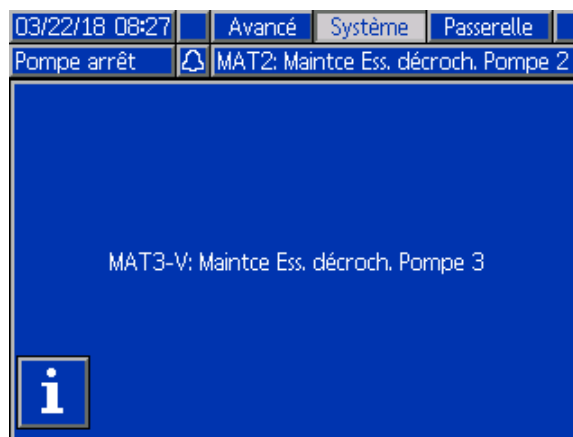 03/22/18 08:27 Avancé Système Passerelle
Pompe arrêt MAT2: Maintce Ess. décroch. Pompe 2
MAT3-V: Maintce Ess. décroch. Pompe 3
i